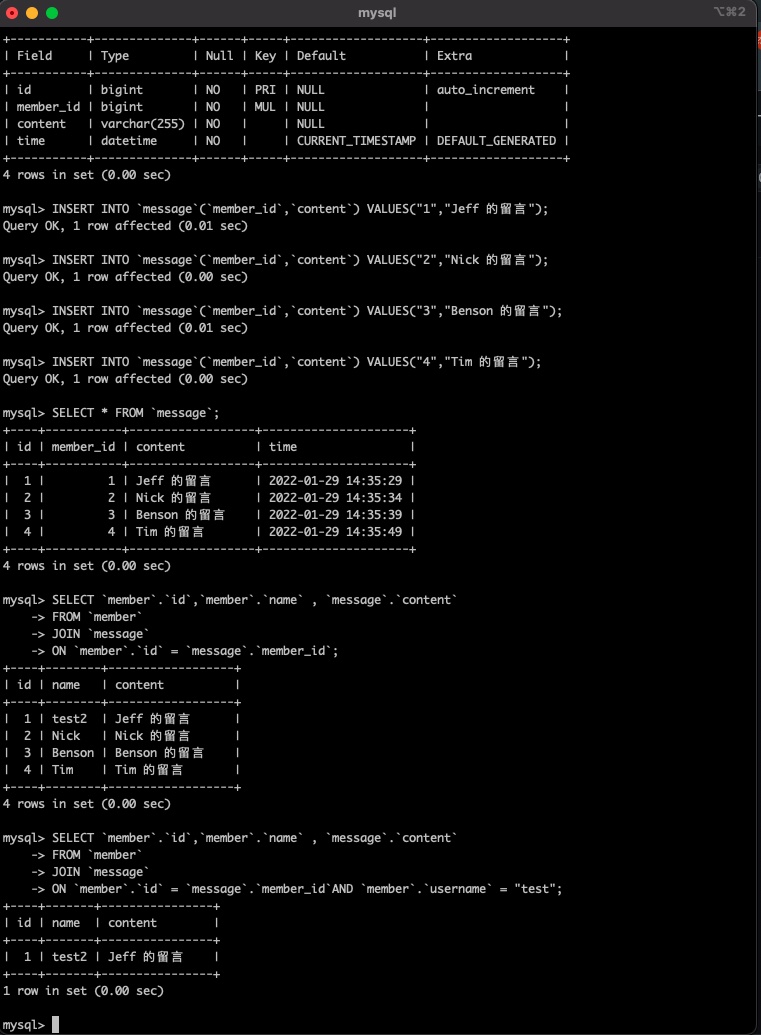 mysql
⌥⌘2
+-----------+--------------+------+-----+-------------------+-------------------+
| Field     | Type         | Null | Key | Default           | Extra             |
+-----------+--------------+------+-----+-------------------+-------------------+
| id        | bigint       | NO   | PRI | NULL              | auto_increment    |
| member_id | bigint       | NO   | MUL | NULL              |                   |
| content   | varchar(255) | NO   |     | NULL              |                   |
| time      | datetime     | NO   |     | CURRENT_TIMESTAMP | DEFAULT_GENERATED |
+-----------+--------------+------+-----+-------------------+-------------------+
4 rows in set (0.00 sec)
mysql> INSERT INTO `message`(`member_id`,`content`) VALUES("1","Jeff 的留言");
Query OK, 1 row affected (0.01 sec)
mysql> INSERT INTO `message`(`member_id`,`content`) VALUES("2","Nick 的留言");
Query OK, 1 row affected (0.00 sec)
mysql> INSERT INTO `message`(`member_id`,`content`) VALUES("3","Benson 的留言");
Query OK, 1 row affected (0.01 sec)
mysql> INSERT INTO `message`(`member_id`,`content`) VALUES("4","Tim 的留言");
Query OK, 1 row affected (0.00 sec)
mysql> SELECT * FROM `message`;
+----+-----------+------------------+---------------------+
| id | member_id | content          | time                |
+----+-----------+------------------+---------------------+
|  1 |         1 | Jeff 的留言      | 2022-01-29 14:35:29 |
|  2 |         2 | Nick 的留言      | 2022-01-29 14:35:34 |
|  3 |         3 | Benson 的留言    | 2022-01-29 14:35:39 |
|  4 |         4 | Tim 的留言       | 2022-01-29 14:35:49 |
+----+-----------+------------------+---------------------+
4 rows in set (0.00 sec)
mysql> SELECT `member`.`id`,`member`.`name` , `message`.`content`
    -> FROM `member`
    -> JOIN `message`
    -> ON `member`.`id` = `message`.`member_id`;
+----+--------+------------------+
| id | name   | content          |
+----+--------+------------------+
|  1 | test2  | Jeff 的留言      |
|  2 | Nick   | Nick 的留言      |
|  3 | Benson | Benson 的留言    |
|  4 | Tim    | Tim 的留言       |
+----+--------+------------------+
4 rows in set (0.00 sec)
mysql> SELECT `member`.`id`,`member`.`name` , `message`.`content`
    -> FROM `member`
    -> JOIN `message`
    -> ON `member`.`id` = `message`.`member_id`AND `member`.`username` = "test";
+----+-------+----------------+
| id | name  | content        |
+----+-------+----------------+
|  1 | test2 | Jeff 的留言    |
+----+-------+----------------+
1 row in set (0.00 sec)
mysql>